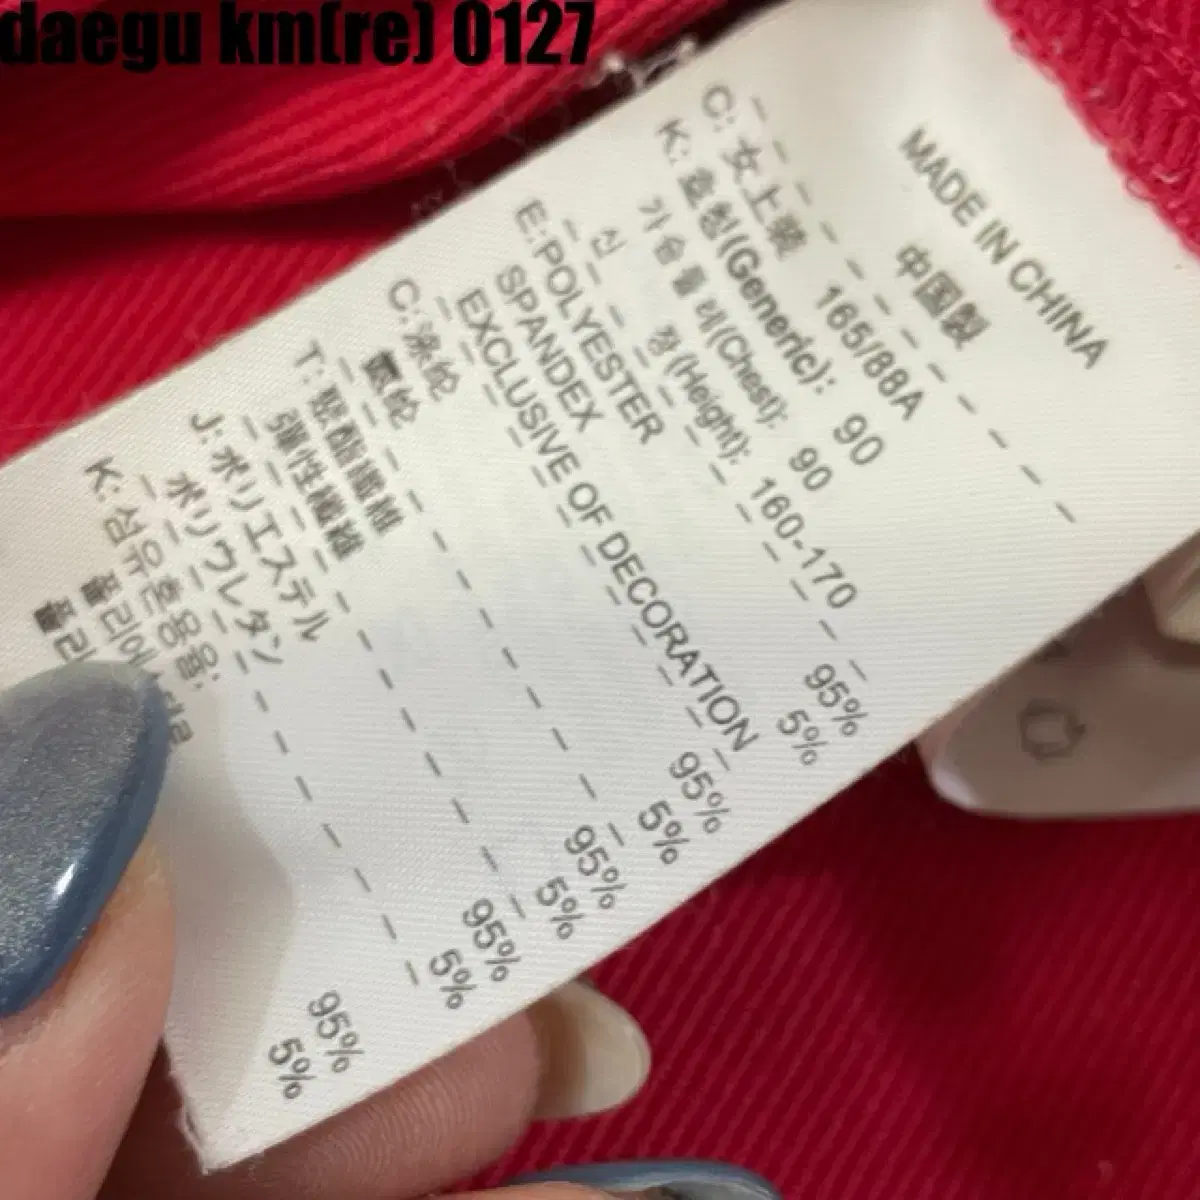 daegu km(re) 0127
MADE IN CHINA
中国製
C: 女上装 165/88A
K: 호칭(Generic): 90
가슴둘레(Chest): 90
신 장(Height): 160-170
E:POLYESTER 95%
SPANDEX 5%
EXCLUSIVE OF DECORATION
C: 涤纶 95%
氨纶 5%
T: 聚酯纖維 95%
彈性纖維 5%
J: ポリエステル 95%
ポリウレタン 5%
K: 섬유혼용율:
폴리에스터 95%
폴리 5%